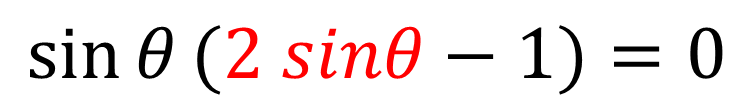 sin θ (2 sinθ − 1) = 0